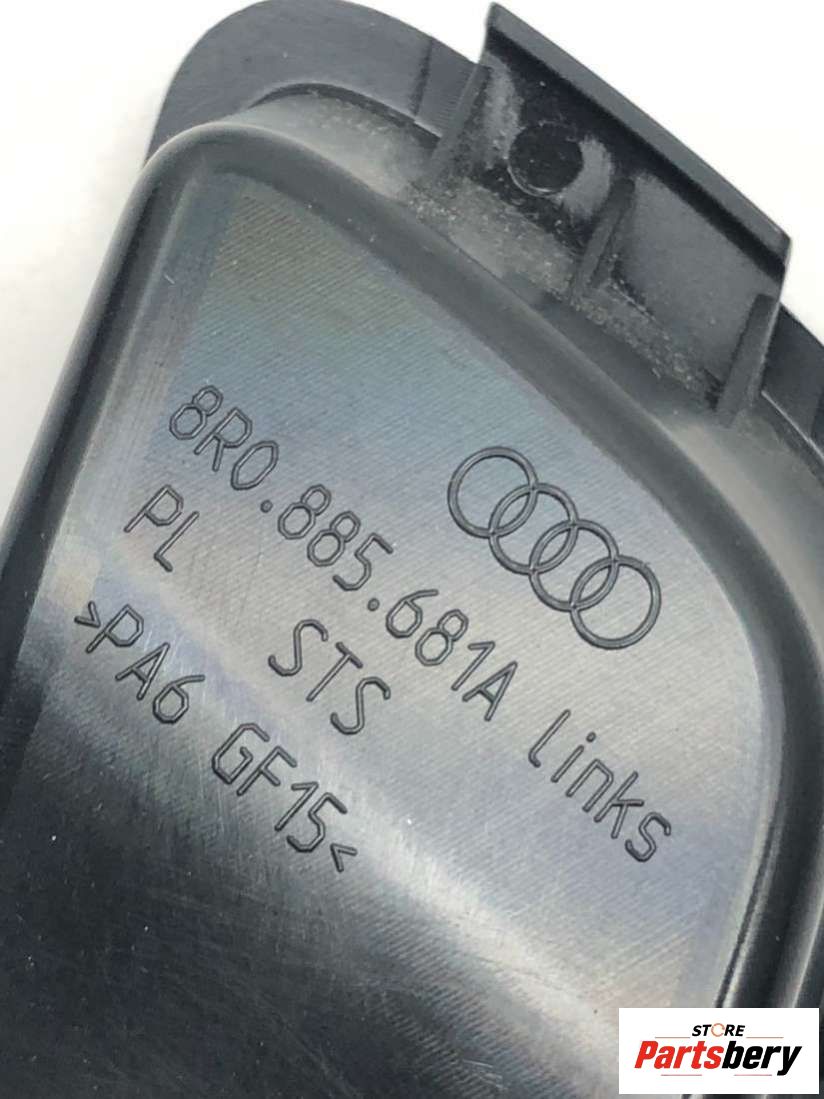 8R0.885.681A links
PL STS
>PA6 GF15<
STORE
Partsbery